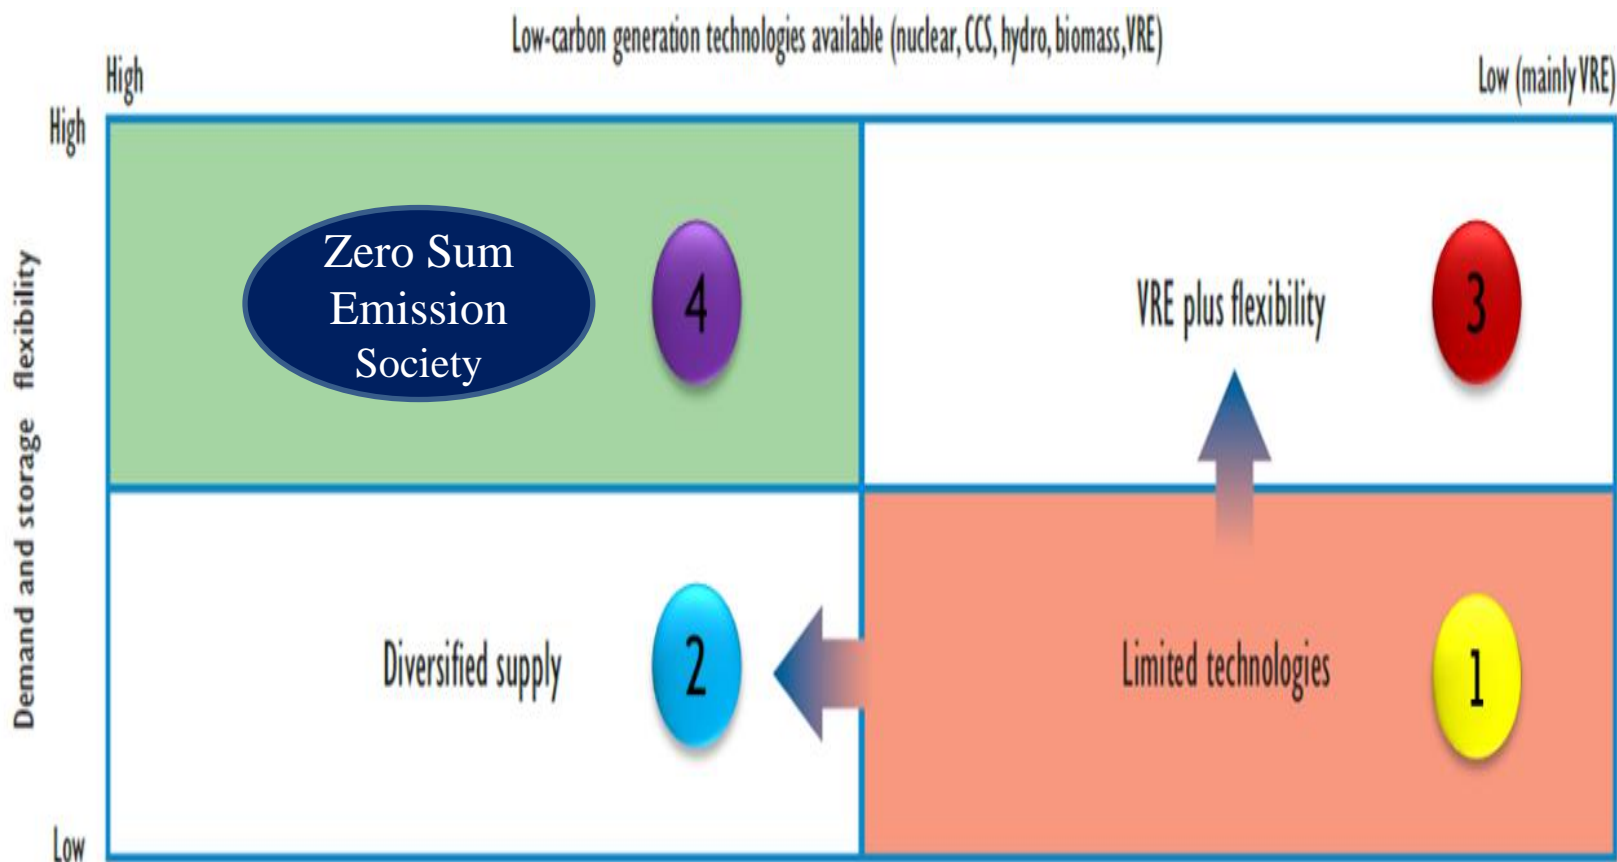 Low-carbon generation technologies available (nuclear, CCS, hydro, biomass,VRE)
High
Low (mainly VRE)
High
Demand and storage flexibility
Zero Sum
Emission
Society
4
VRE plus flexibility
3
Diversified supply
2
Limited technologies
1
Low